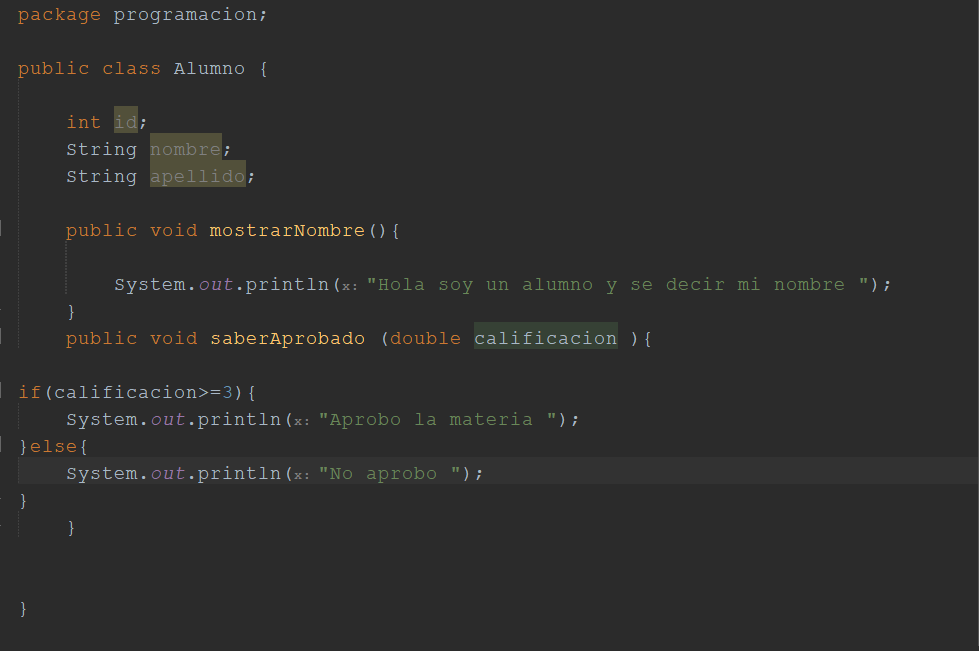 package programacion;
public class Alumno {
int id;
String nombre;
String apellido;
public void mostrarNombre(){
System.out.println(x: "Hola soy un alumno y se decir mi nombre ");
}
public void saberAprobado (double calificacion ){
if(calificacion>=3){
System.out.println(x: "Aprobo la materia ");
}else{
System.out.println(x: "No aprobo ");
}
}
}